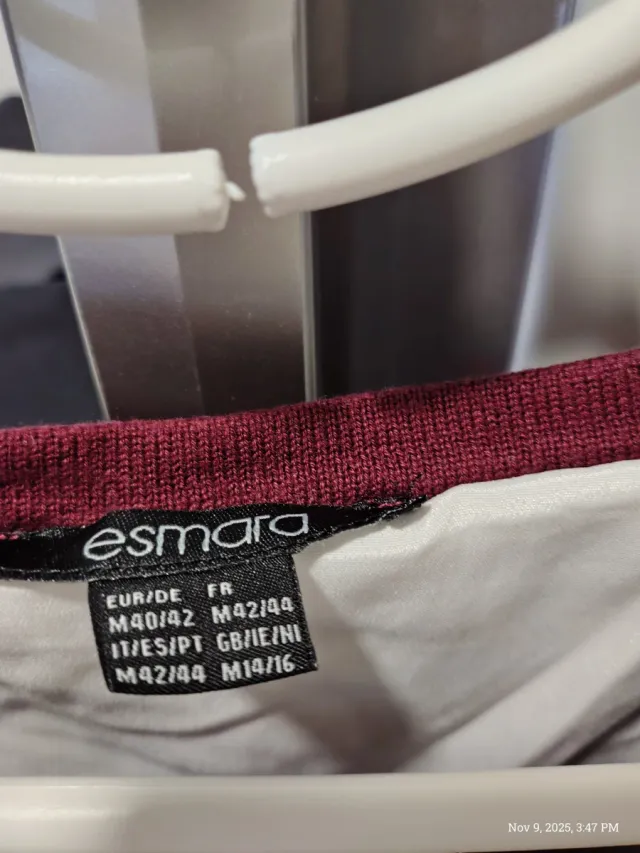 esmara
EUR/DE FR
M40/42 M42/44
IT/ES/PT GB/IE/NI
M42/44 M14/16
Nov 9, 2025, 3:47 PM